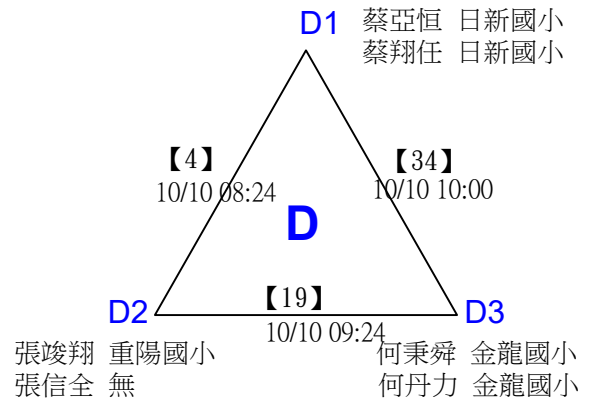 D1 蔡亞恒 日新國小
蔡翔任 日新國小
【4】
10/10 08:24
【34】
10/10 10:00
D
【19】
10/10 09:24
D2
張竣翔 重陽國小
張信全 無
D3
何秉舜 金龍國小
何丹力 金龍國小